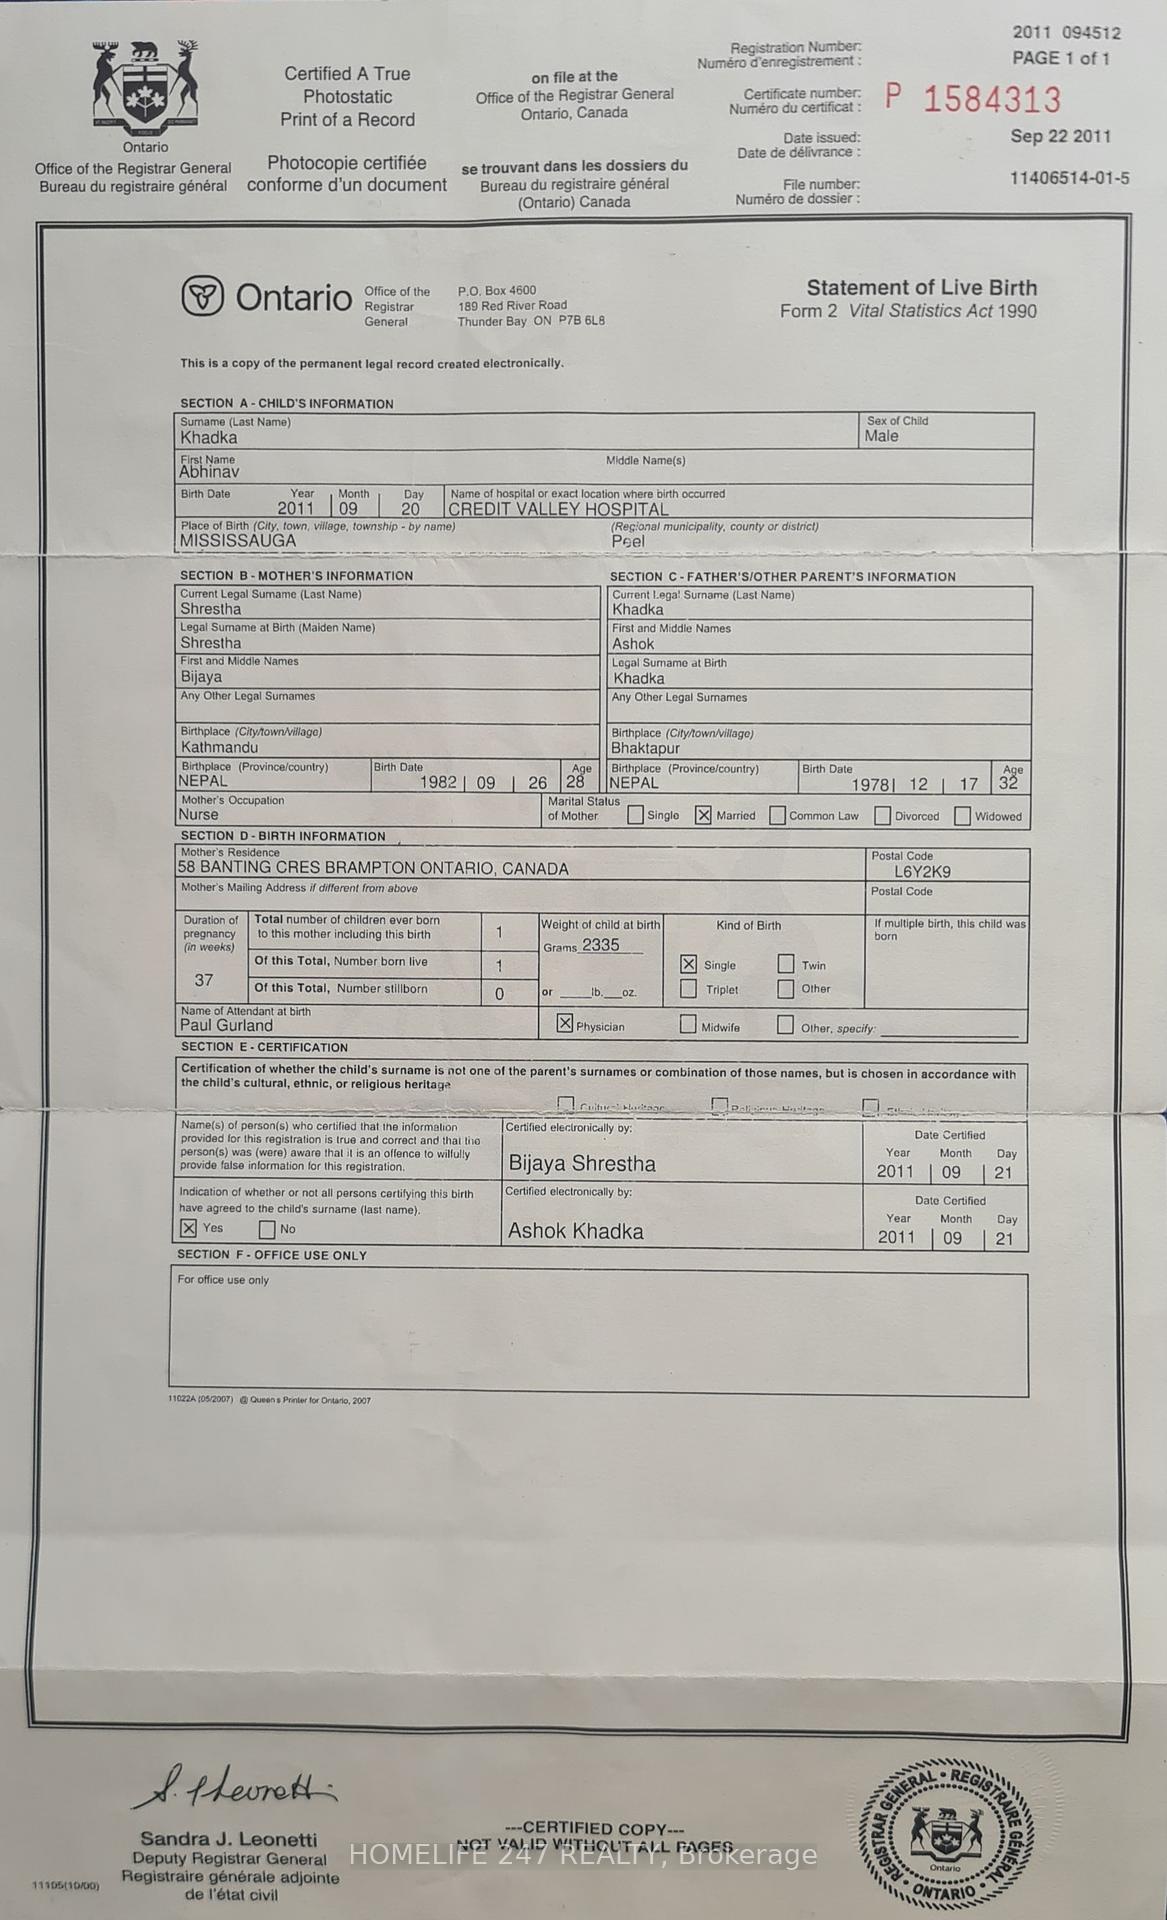 2011 094512
Registration Number:
Numéro d'enregistrement :
PAGE 1 of 1
Certified A True
Photostatic
Print of a Record
on file at the
Office of the Registrar General
Ontario, Canada
Certificate number:
Numéro du certificat :
P 1584313
Ontario
Date issued:
Date de délivrance :
Sep 22 2011
Office of the Registrar General
Bureau du registraire général
Photocopie certifiée
conforme d'un document
se trouvant dans les dossiers du
Bureau du registraire général
(Ontario) Canada
File number:
Numéro de dossier :
11406514-01-5
Ontario
Office of the
Registrar
General
P.O. Box 4600
189 Red River Road
Thunder Bay ON P7B 6L8
Statement of Live Birth
Form 2 Vital Statistics Act 1990
This is a copy of the permanent legal record created electronically.
SECTION A - CHILD'S INFORMATION
Surname (Last Name)
Khadka
Sex of Child
Male
First Name
Abhinav
Middle Name(s)
Birth Date
Year Month Day
2011 09 20
Name of hospital or exact location where birth occurred
CREDIT VALLEY HOSPITAL
Place of Birth (City, town, village, township - by name)
MISSISSAUGA
(Regional municipality, county or district)
Peel
SECTION B - MOTHER'S INFORMATION
Current Legal Surname (Last Name)
Shrestha
Legal Surname at Birth (Maiden Name)
Shrestha
First and Middle Names
Bijaya
Any Other Legal Surnames
Birthplace (City/town/village)
Kathmandu
Birthplace (Province/country)
NEPAL
Birth Date
1982 09 26
Age
28
SECTION C - FATHER'S/OTHER PARENT'S INFORMATION
Current Legal Surname (Last Name)
Khadka
First and Middle Names
Ashok
Legal Surname at Birth
Khadka
Any Other Legal Surnames
Birthplace (City/town/village)
Bhaktapur
Birthplace (Province/country)
NEPAL
Birth Date
1978 12 17
Age
32
Mother's Occupation
Nurse
Marital Status
of Mother
Single
Married
Common Law
Divorced
Widowed
SECTION D - BIRTH INFORMATION
Mother's Residence
58 BANTING CRES BRAMPTON ONTARIO, CANADA
Postal Code
L6Y2K9
Mother's Mailing Address if different from above
Postal Code
Duration of
pregnancy
(in weeks)
37
Total number of children ever born
to this mother including this birth
1
Of this Total, Number born live
1
Of this Total, Number stillborn
0
Weight of child at birth
Grams 2335
or ____lb.___oz.
Kind of Birth
Single
Twin
Triplet
Other
If multiple birth, this child was
born
Name of Attendant at birth
Paul Gurland
Physician
Midwife
Other, specify:
SECTION E - CERTIFICATION
Certification of whether the child's surname is not one of the parent's surnames or combination of those names, but is chosen in accordance with
the child's cultural, ethnic, or religious heritage
Cultural Heritage
Religious Heritage
Name(s) of person(s) who certified that the information
provided for this registration is true and correct and that the
person(s) was (were) aware that it is an offence to wilfully
provide false information for this registration.
Certified electronically by:
Bijaya Shrestha
Date Certified
Year Month Day
2011 09 21
Indication of whether or not all persons certifying this birth
have agreed to the child's surname (last name).
Yes
No
Certified electronically by:
Ashok Khadka
Date Certified
Year Month Day
2011 09 21
SECTION F - OFFICE USE ONLY
For office use only
11022A (05/2007) @ Queen's Printer for Ontario, 2007
Sandra J. Leonetti
Deputy Registrar General
Registraire générale adjointe
de l'état civil
11105(10/00)
---CERTIFIED COPY---
NOT VALID WITHOUT ALL PAGES
HOMELIFE 247 REALTY, Brokerage
REGISTRAR GENERAL • REGISTRAIRE GÉNÉRAL
Ontario
• ONTARIO •